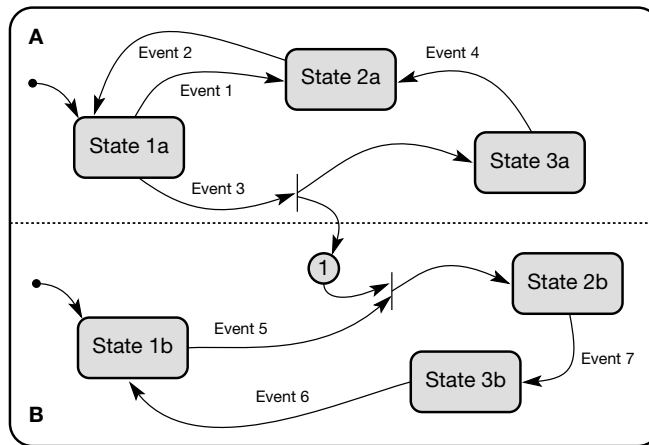 A
Event 2
Event 4
State 2a
Event 1
State 1a
State 3a
Event 3
1
State 2b
Event 5
State 1b
Event 7
State 3b
Event 6
B